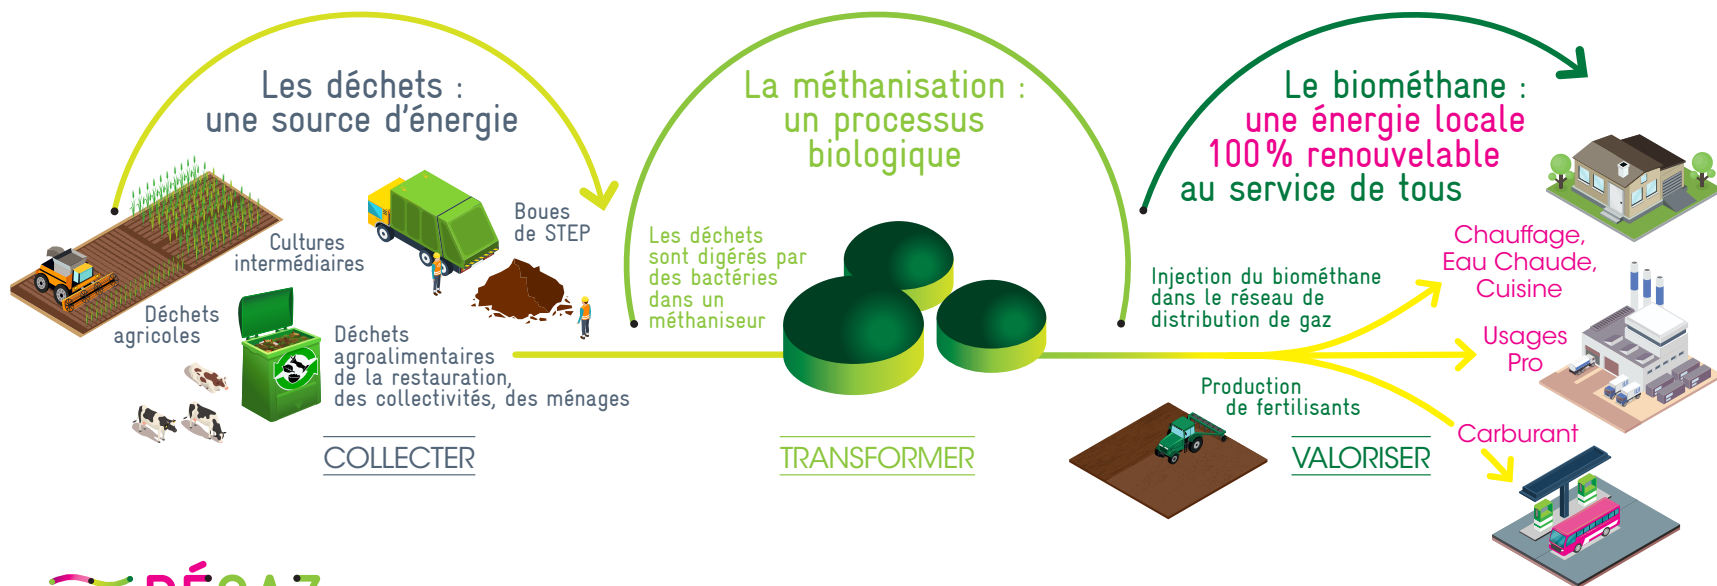 Les déchets :
une source d'énergie
Cultures
intermédiaires
Boues
de STEP
Déchets
agricoles
Déchets
agroalimentaires
de la restauration,
des collectivités, des ménages
COLLECTER
La méthanisation :
un processus
biologique
Les déchets
sont digérés par
des bactéries
dans un
méthaniseur
TRANSFORMER
Le biométhane :
une énergie locale
100% renouvelable
au service de tous
Injection du biométhane
dans le réseau de
distribution de gaz
Production
de fertilisants
VALORISER
Chauffage,
Eau Chaude,
Cuisine
Usages
Pro
Carburant
RÉGAZ